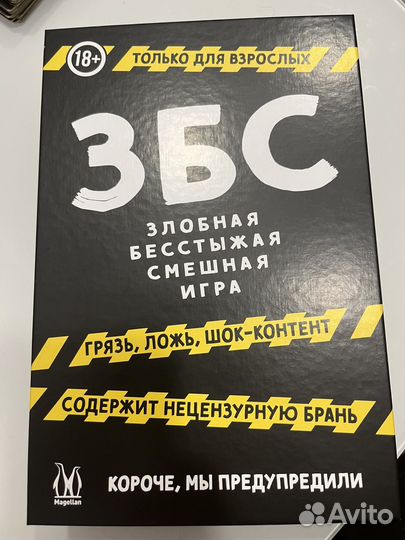 18+ ТОЛЬКО ДЛЯ ВЗРОСЛЫХ
ЗБС
ЗЛОБНАЯ
БЕССТЫЖАЯ
СМЕШНАЯ
ИГРА
ГРЯЗЬ, ЛОЖЬ, ШОК-КОНТЕНТ
СОДЕРЖИТ НЕЦЕНЗУРНУЮ БРАНЬ
КОРОЧЕ, МЫ ПРЕДУПРЕДИЛИ
Magellan
Avito